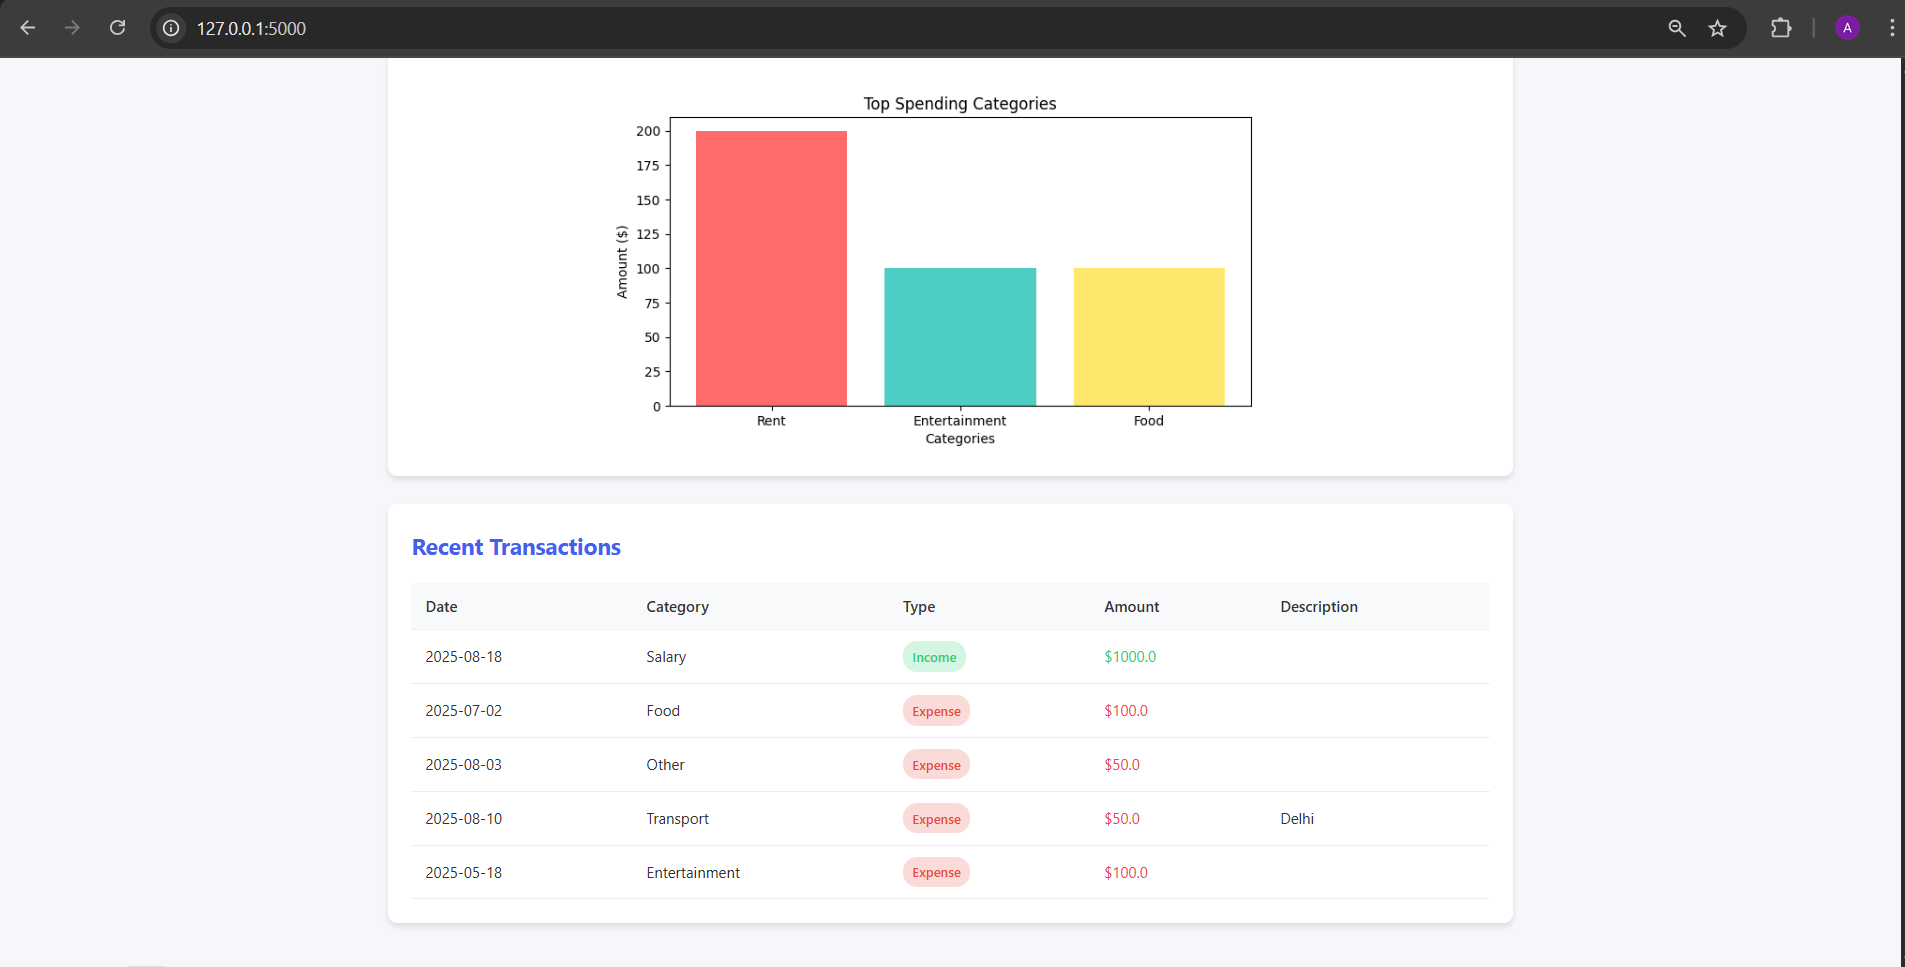 127.0.0.1:5000
A
Top Spending Categories
Amount ($)
200
175
150
125
100
75
50
25
0
Rent Entertainment Food
Categories
Recent Transactions
Date Category Type Amount Description
2025-08-18 Salary Income $1000.0
2025-07-02 Food Expense $100.0
2025-08-03 Other Expense $50.0
2025-08-10 Transport Expense $50.0 Delhi
2025-05-18 Entertainment Expense $100.0